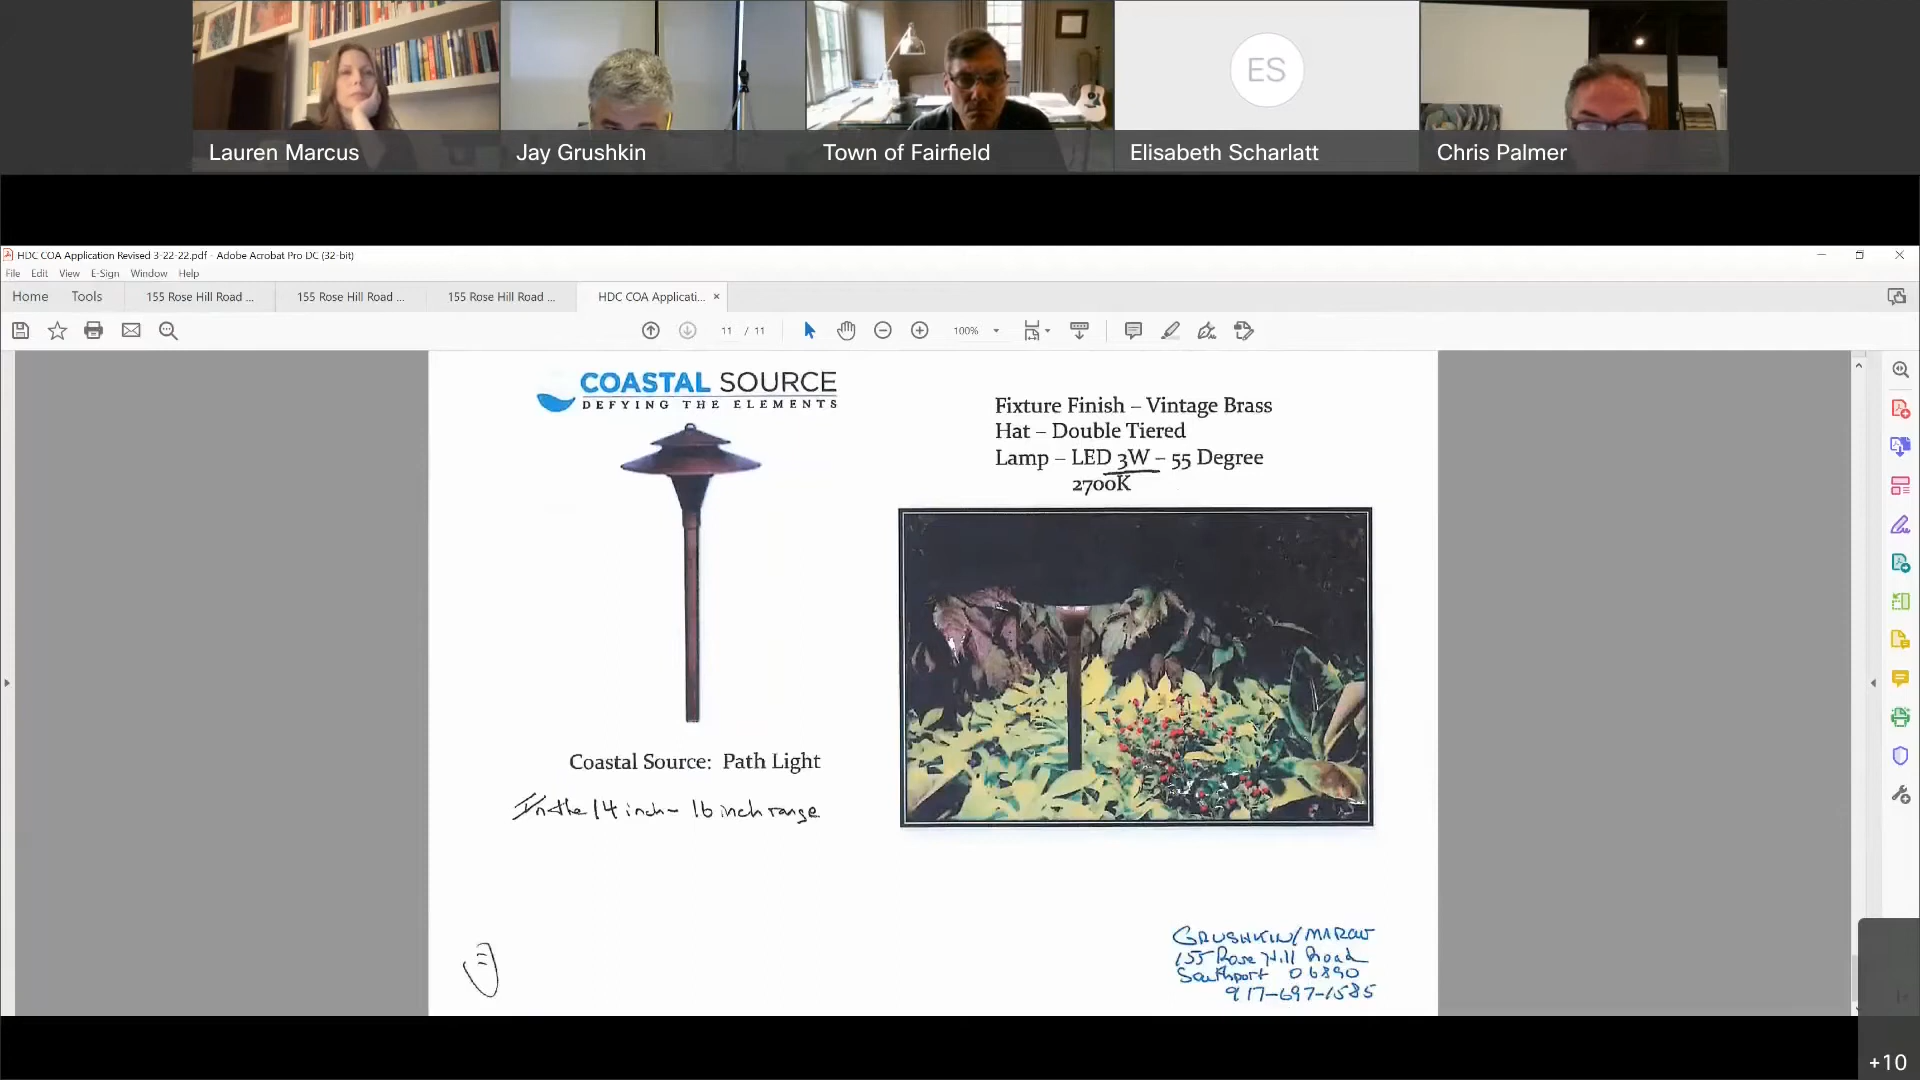 ES
Lauren Marcus
Jay Grushkin
Town of Fairfield
Elisabeth Scharlatt
Chris Palmer
HDC COA Application Revised 3-22-22.pdf - Adobe Acrobat Pro DC (32-bit)
File Edit View E-Sign Window Help
Home Tools 155 Rose Hill Road ... 155 Rose Hill Road ... 155 Rose Hill Road ... HDC COA Applicati... ×
11 / 11 100%
COASTAL SOURCE
DEFYING THE ELEMENTS
Fixture Finish – Vintage Brass
Hat – Double Tiered
Lamp – LED 3W – 55 Degree
2700K
Coastal Source: Path Light
In the 14 inch - 16 inch range
GRUSHKIN/
155 Rose Hill Road
Southport 06890
917-697-1585
+10